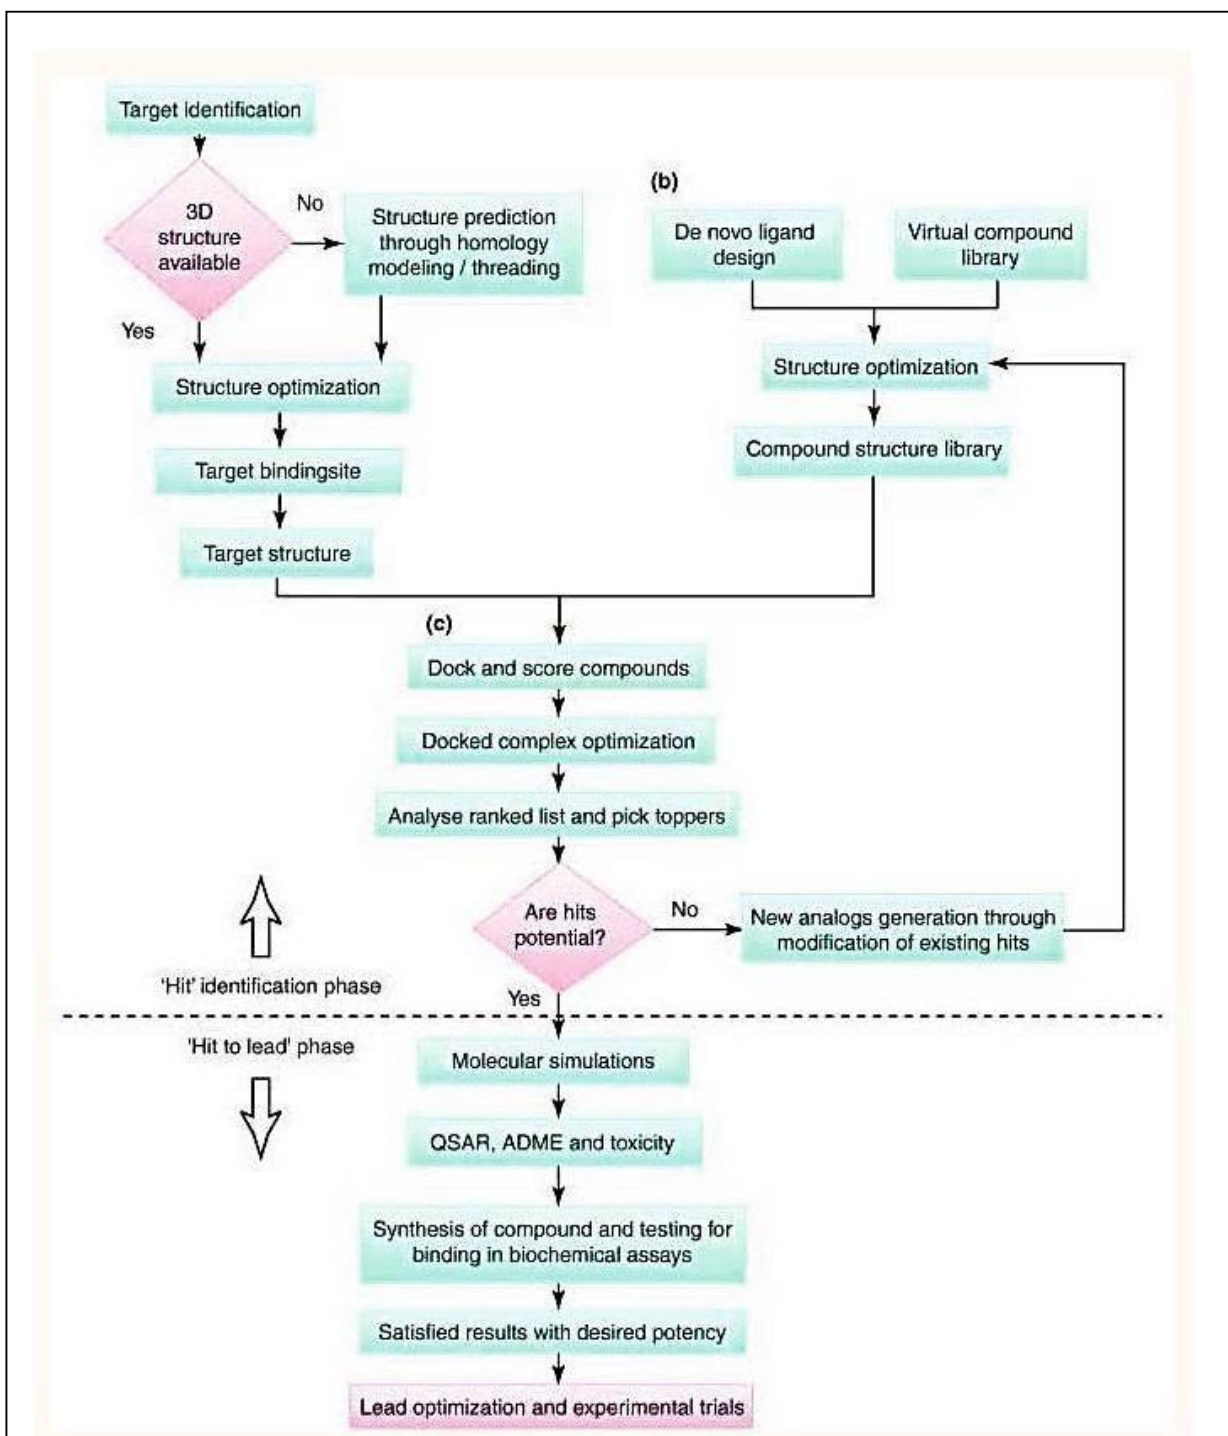 Target identification
3D
structure
available
No
Structure prediction
through homology
modeling / threading
Yes
Structure optimization
Target bindingsite
Target structure
(b)
De novo ligand
design
Virtual compound
library
Structure optimization
Compound structure library
(c)
Dock and score compounds
Docked complex optimization
Analyse ranked list and pick toppers
Are hits
potential?
No
New analogs generation through
modification of existing hits
Yes
'Hit' identification phase
'Hit to lead' phase
Molecular simulations
QSAR, ADME and toxicity
Synthesis of compound and testing for
binding in biochemical assays
Satisfied results with desired potency
Lead optimization and experimental trials